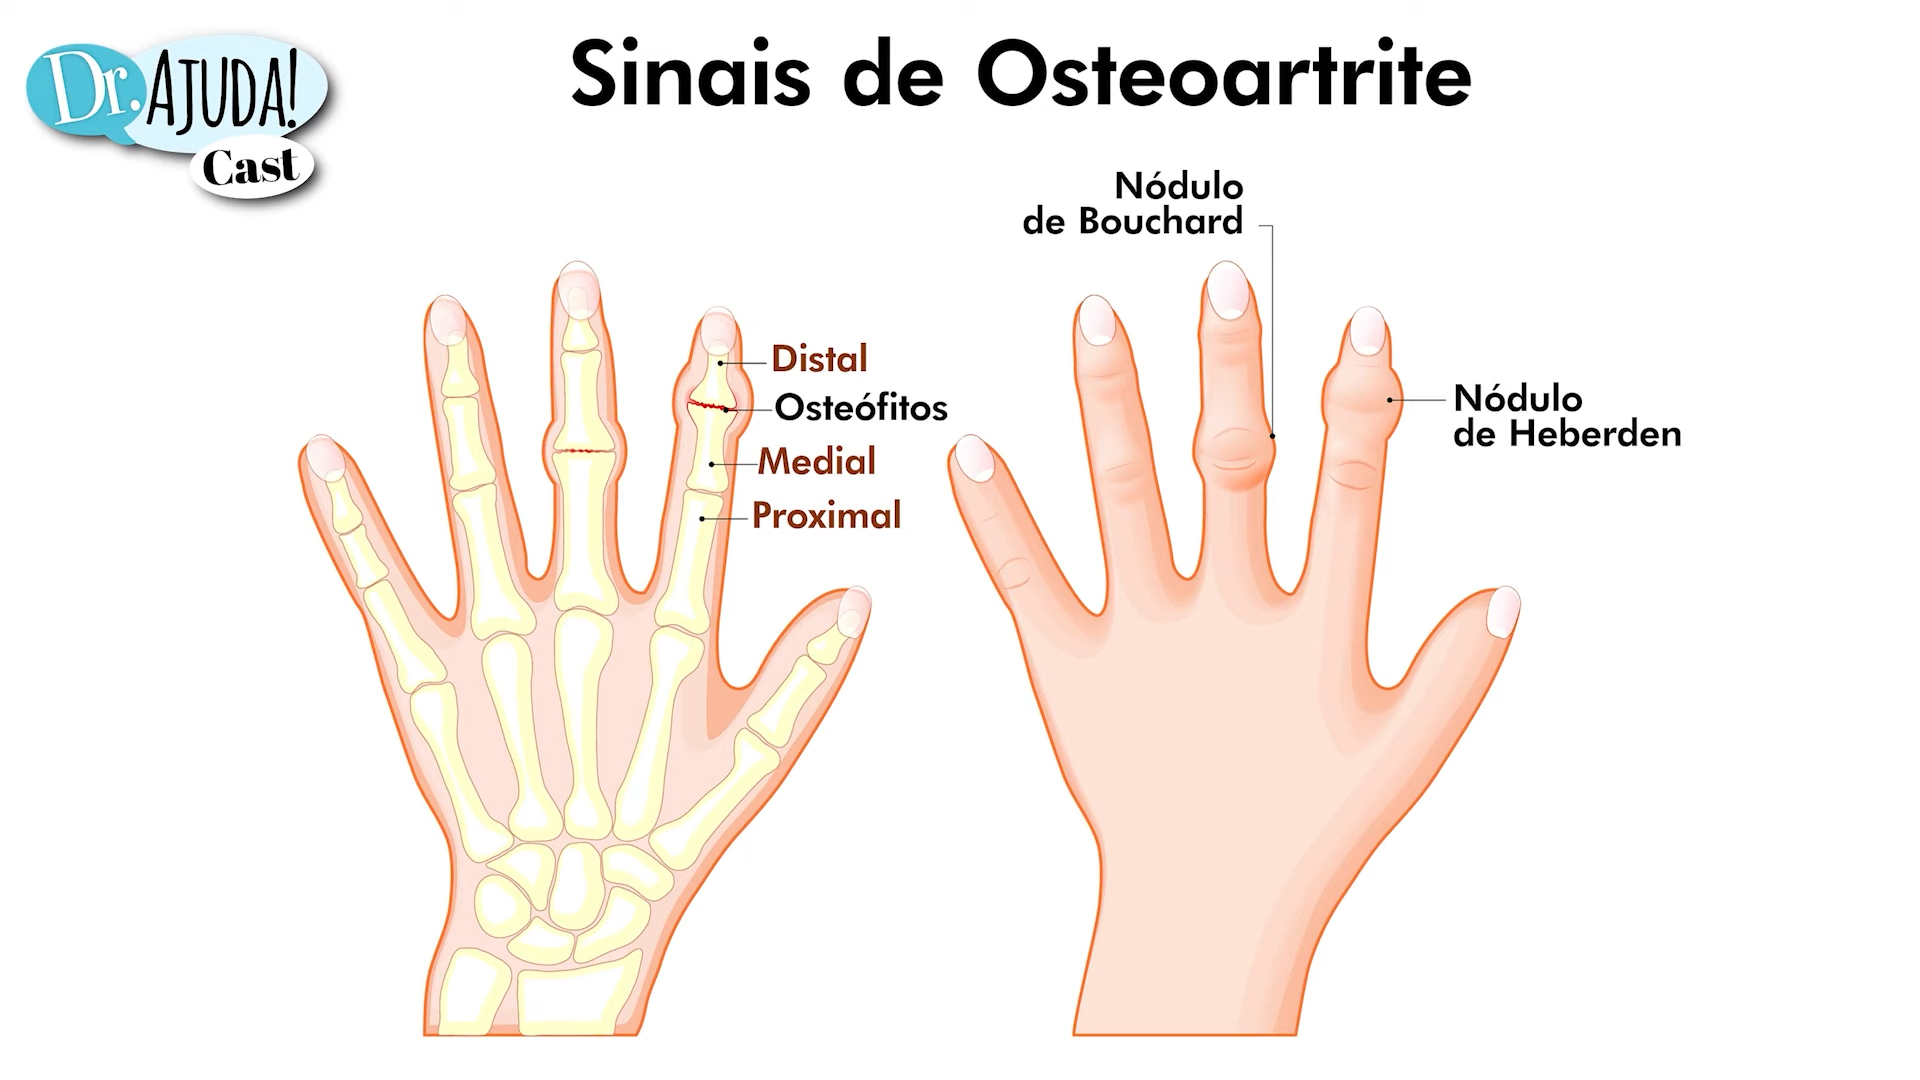 Dr. AJUDA!
Cast
Sinais de Osteoartrite
Nódulo
de Bouchard
Distal
Osteófitos
Medial
Proximal
Nódulo
de Heberden